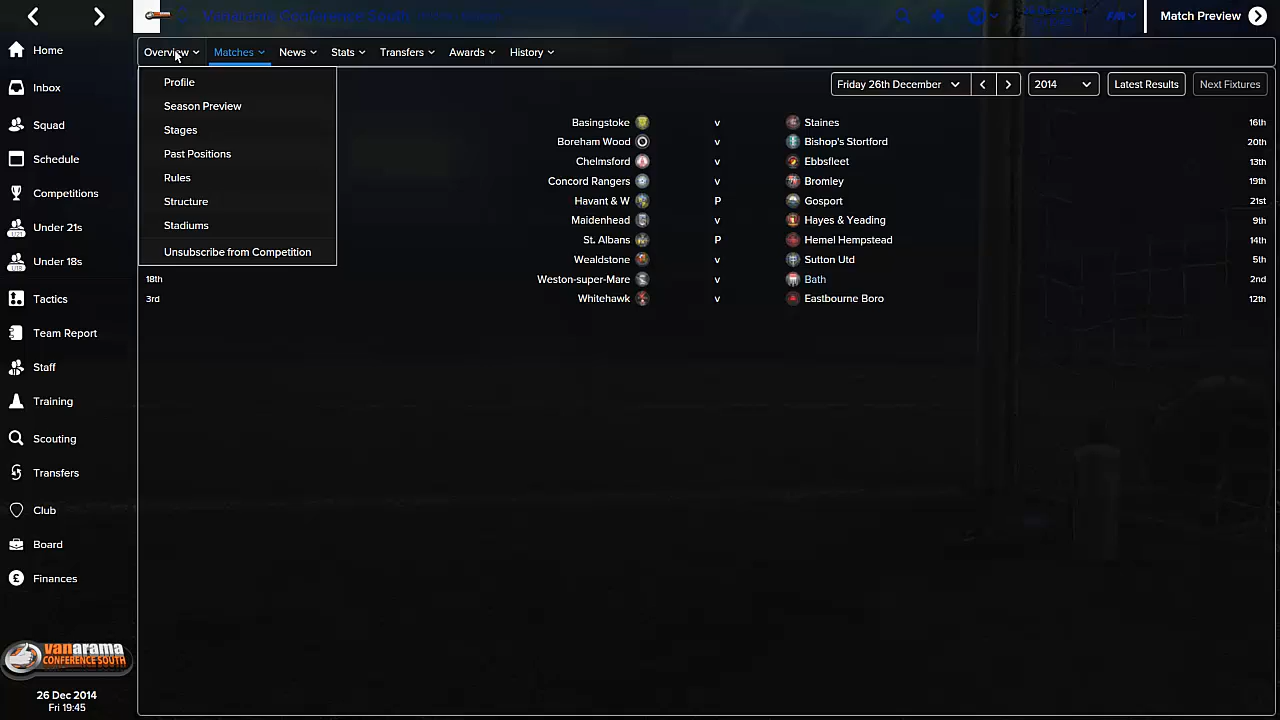 Vanarama Conference South
Match Preview
Home
Overview
Matches
News
Stats
Transfers
Awards
History
Profile
Season Preview
Stages
Past Positions
Rules
Structure
Stadiums
Unsubscribe from Competition
Friday 26th December
2014
Latest Results
Next Fixtures
Basingstoke v Staines 16th
Boreham Wood v Bishop's Stortford 20th
Chelmsford v Ebbsfleet 13th
Concord Rangers v Bromley 19th
Havant & W P Gosport 21st
Maidenhead v Hayes & Yeading 9th
St. Albans P Hemel Hempstead 14th
Wealdstone v Sutton Utd 5th
18th Weston-super-Mare v Bath 2nd
3rd Whitehawk v Eastbourne Boro 12th
Inbox
Squad
Schedule
Competitions
U21
Under 21s
U18
Under 18s
Tactics
Team Report
Staff
Training
Scouting
Transfers
Club
Board
£ Finances
vanarama
CONFERENCE SOUTH
26 Dec 2014
Fri 19:45